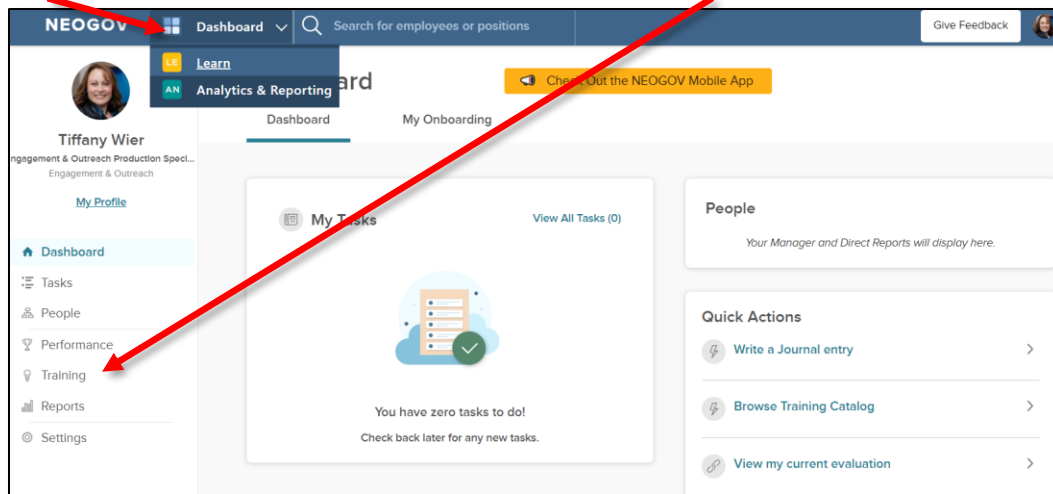 NEOGOV
Dashboard
Search for employees or positions
Give Feedback
LE
Learn
AN
Analytics & Reporting
ard
Check Out the NEOGOV Mobile App
Dashboard
My Onboarding
Tiffany Wier
ngagement & Outreach Production Speci...
Engagement & Outreach
My Profile
Dashboard
Tasks
People
Performance
Training
Reports
Settings
My Tasks
View All Tasks (0)
You have zero tasks to do!
Check back later for any new tasks.
People
Your Manager and Direct Reports will display here.
Quick Actions
Write a Journal entry
Browse Training Catalog
View my current evaluation